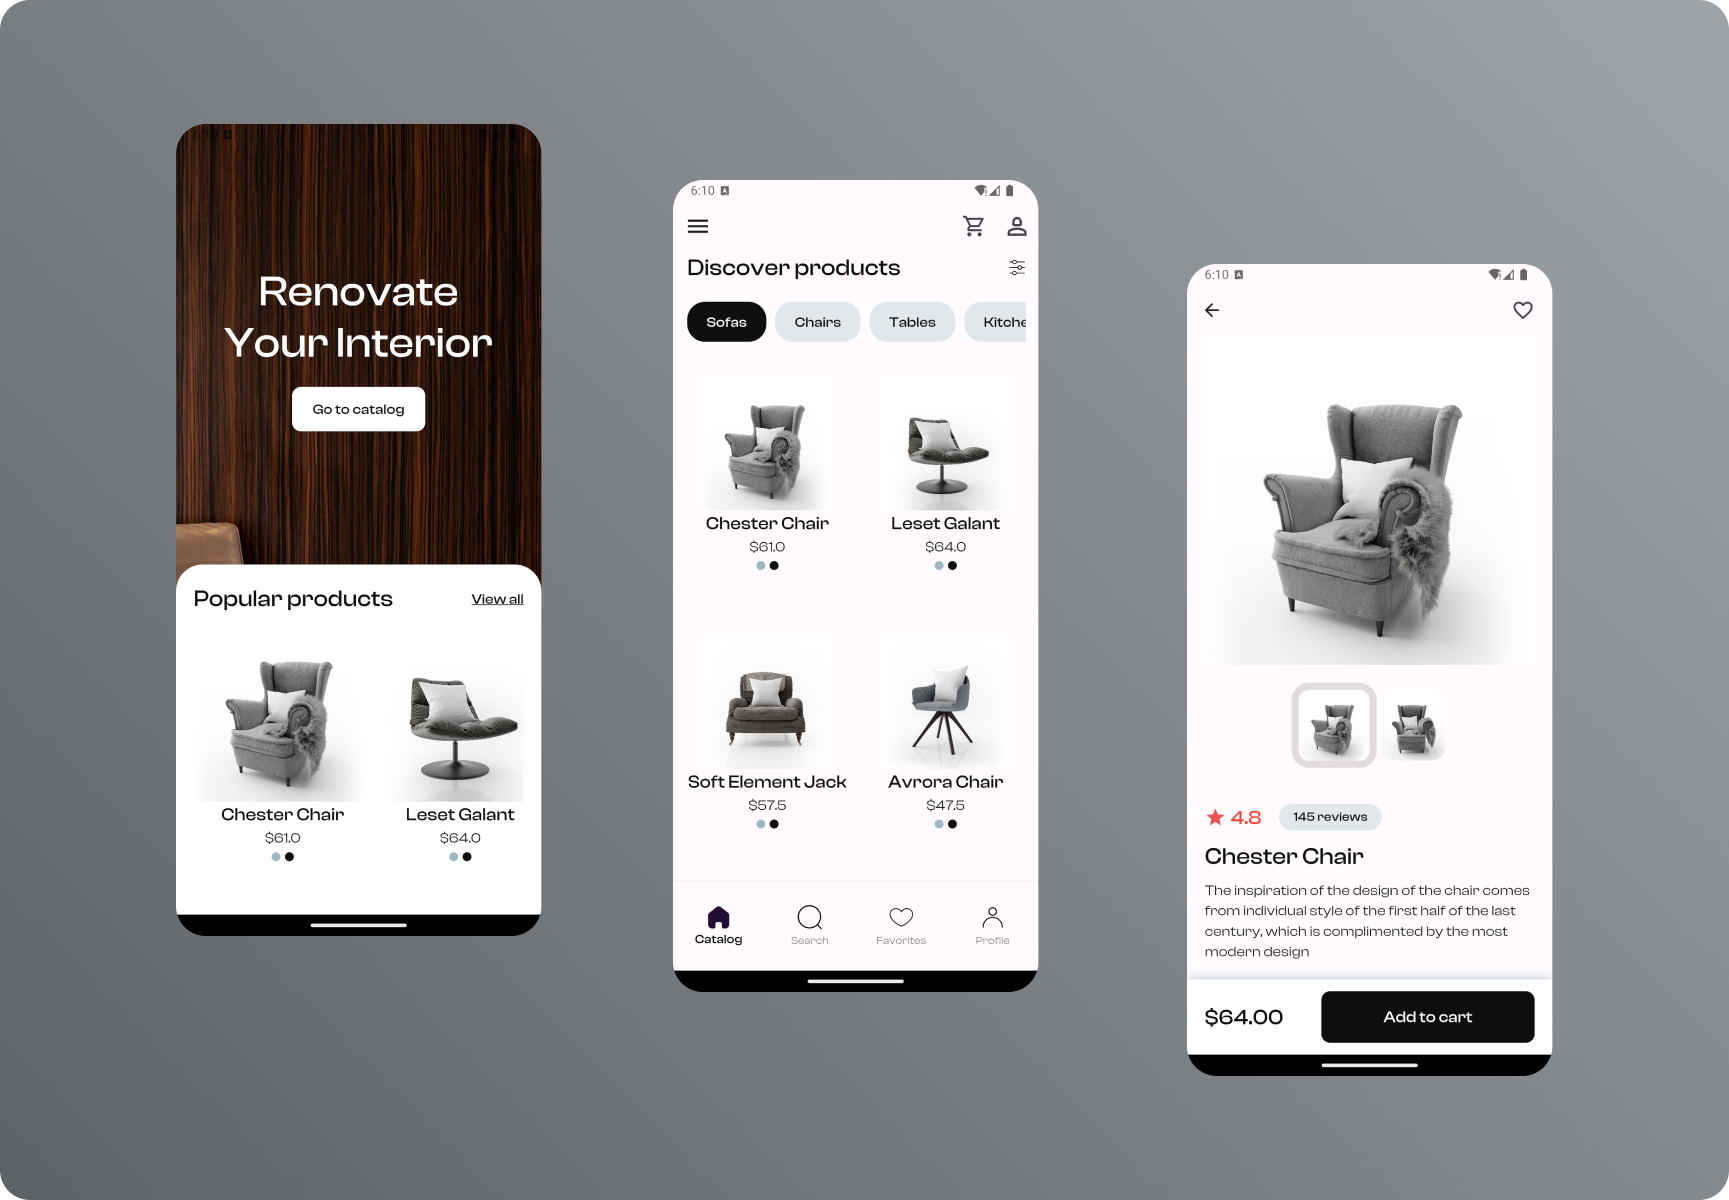 6:10
Renovate
Your Interior
Go to catalog
Popular products
View all
Chester Chair
$61.0
Leset Galant
$64.0
6:10
Discover products
Sofas
Chairs
Tables
Kitche
Chester Chair
$61.0
Leset Galant
$64.0
Soft Element Jack
$57.5
Avrora Chair
$47.5
Catalog
Search
Favorites
Profile
6:10
4.8
145 reviews
Chester Chair
The inspiration of the design of the chair comes
from individual style of the first half of the last
century, which is complimented by the most
modern design
$64.00
Add to cart